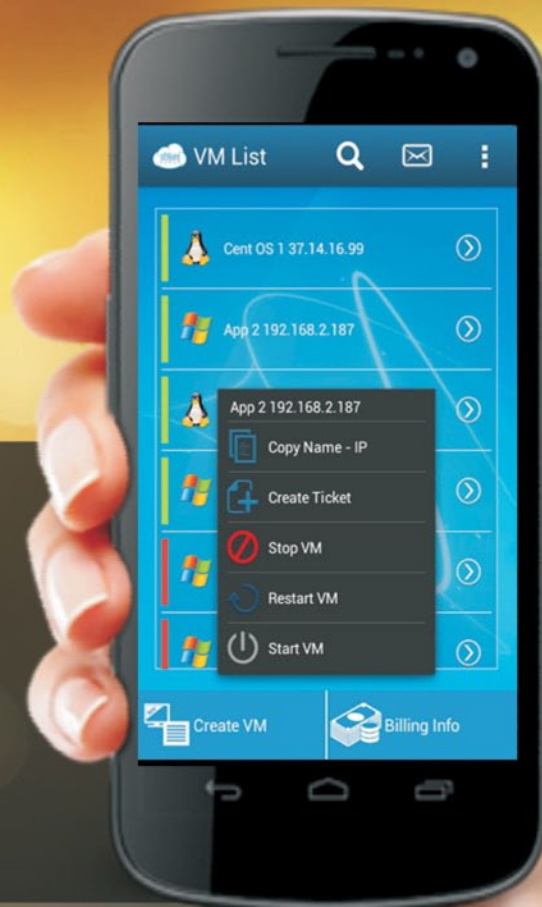 VM List
Cent OS 1 37.14.16.99
App 2 192.168.2.187
App 2 192.168.2.187
Copy Name - IP
Create Ticket
Stop VM
Restart VM
Start VM
Create VM
Billing Info